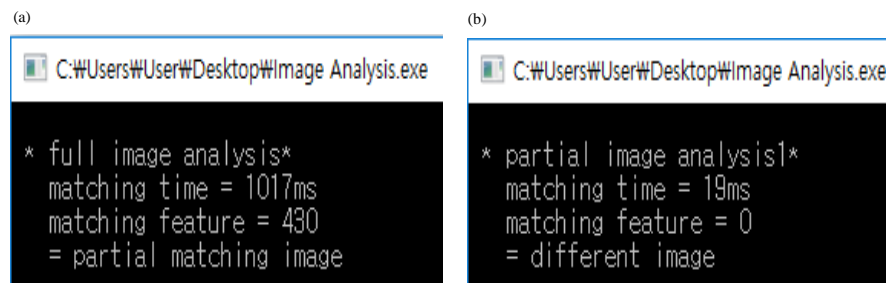 (a)
C:₩Users₩User₩Desktop₩Image Analysis.exe
* full image analysis*
matching time = 1017ms
matching feature = 430
= partial matching image
(b)
C:₩Users₩User₩Desktop₩Image Analysis.exe
* partial image analysis1*
matching time = 19ms
matching feature = 0
= different image